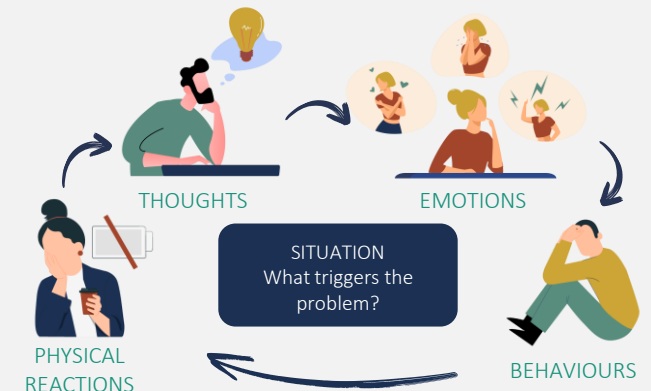 THOUGHTS
EMOTIONS
SITUATION
What triggers the
problem?
PHYSICAL
REACTIONS
BEHAVIOURS